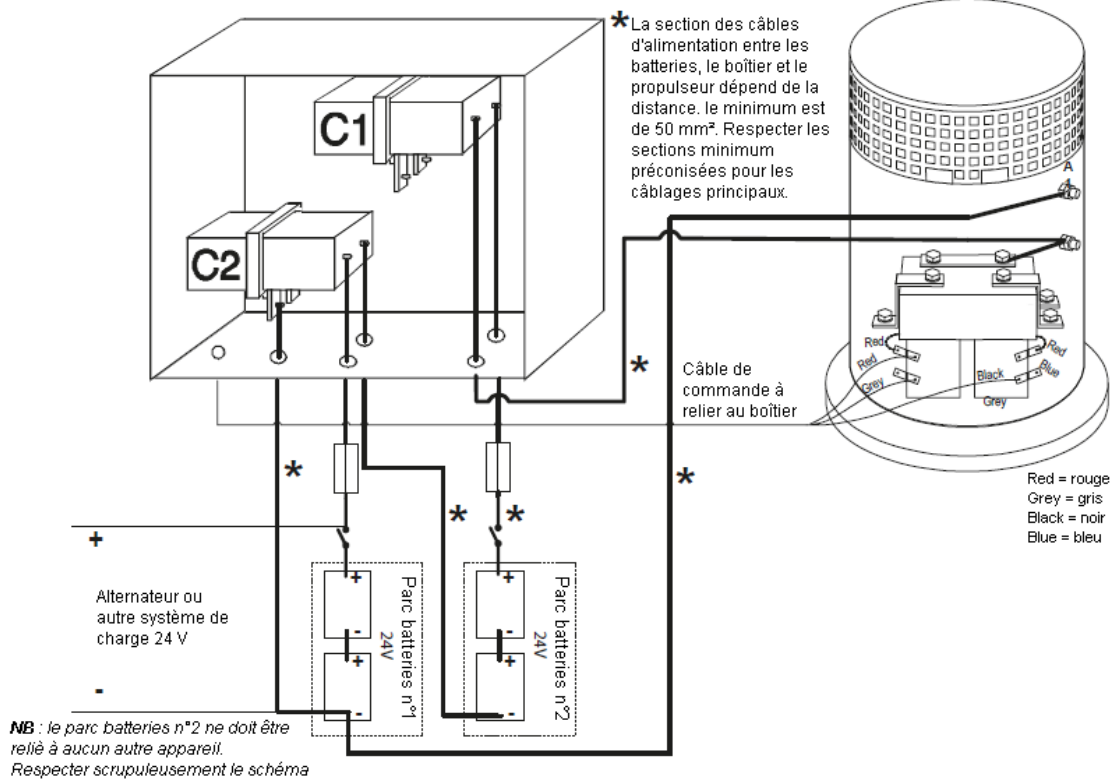 *La section des câbles
d'alimentation entre les
batteries, le boîtier et le
propulseur dépend de la
distance. le minimum est
de 50 mm². Respecter les
sections minimum
préconisées pour les
câblages principaux.
C1
C2
A
Red
Red
Red
Grey
Black
Blue
Grey
*
Câble de
commande à
relier au boîtier
*
*
*
*
Red = rouge
Grey = gris
Black = noir
Blue = bleu
+
Alternateur ou
autre système de
charge 24 V
-
+
-
+
-
Parc batteries n°1
24V
+
-
+
-
Parc batteries n°2
24V
NB : le parc batteries n°2 ne doit être
reliè à aucun autre appareil.
Respecter scrupuleusement le schéma